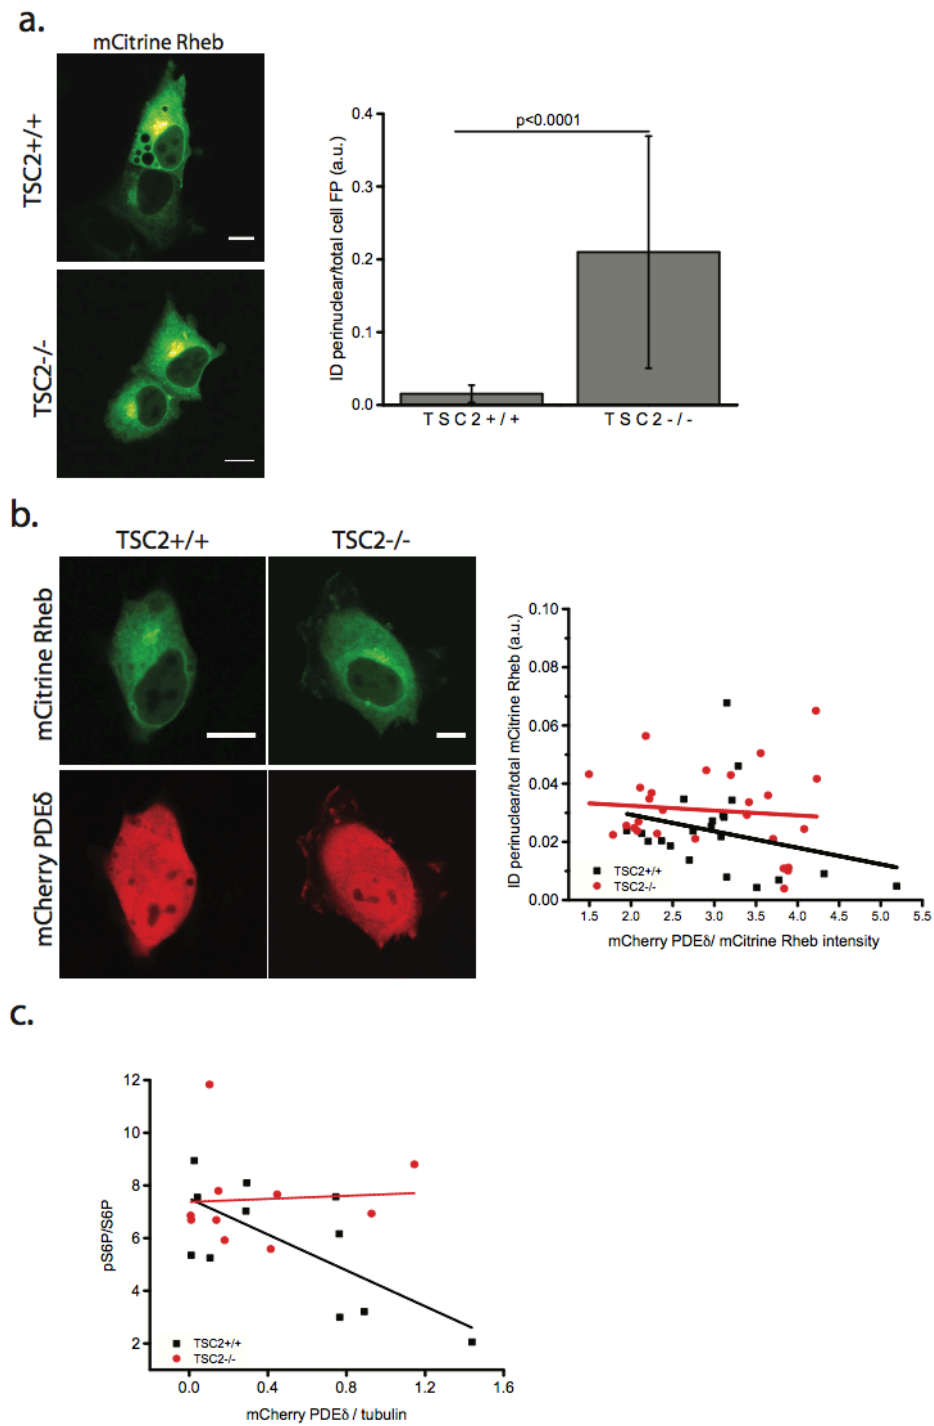 a.
mCitrine Rheb
TSC2+/+
TSC2-/-
ID perinuclear/total cell FP (a.u.)
0.4
0.3
0.2
0.1
0.0
p<0.0001
TSC2+/+
TSC2-/-
b.
TSC2+/+
TSC2-/-
mCitrine Rheb
mCherry PDEδ
ID perinuclear/total mCitrine Rheb (a.u.)
0.10
0.08
0.06
0.04
0.02
0.00
TSC2+/+
TSC2-/-
1.5 2.0 2.5 3.0 3.5 4.0 4.5 5.0 5.5
mCherry PDEδ/ mCitrine Rheb intensity
c.
pS6P/S6P
12
10
8
6
4
2
TSC2+/+
TSC2-/-
0.0 0.4 0.8 1.2 1.6
mCherry PDEδ / tubulin